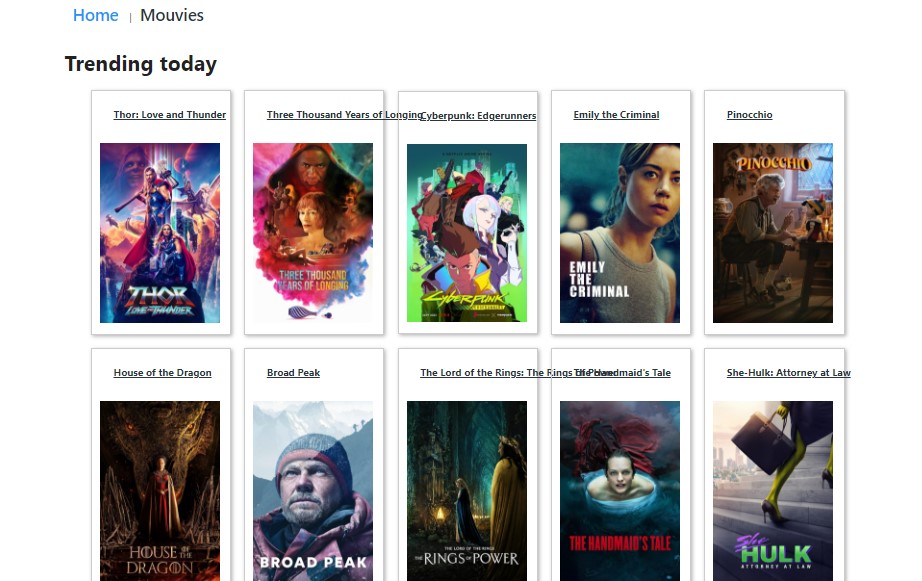 Home | Mouvies
Trending today
Thor: Love and Thunder
Three Thousand Years of Longing
Cyberpunk: Edgerunners
Emily the Criminal
Pinocchio
THOR
LOVE AND THUNDER
THREE THOUSAND
YEARS OF LONGING
CYBERPUNK
EDGERUNNERS
EMILY
THE
CRIMINAL
PINOCCHIO
House of the Dragon
Broad Peak
The Lord of the Rings: The Rings of Power
The Handmaid's Tale
She-Hulk: Attorney at Law
HOUSE OF THE
DRAGON
BROAD PEAK
THE LORD OF THE RINGS
THE RINGS OF POWER
THE HANDMAID'S TALE
She
HULK
ATTORNEY AT LAW